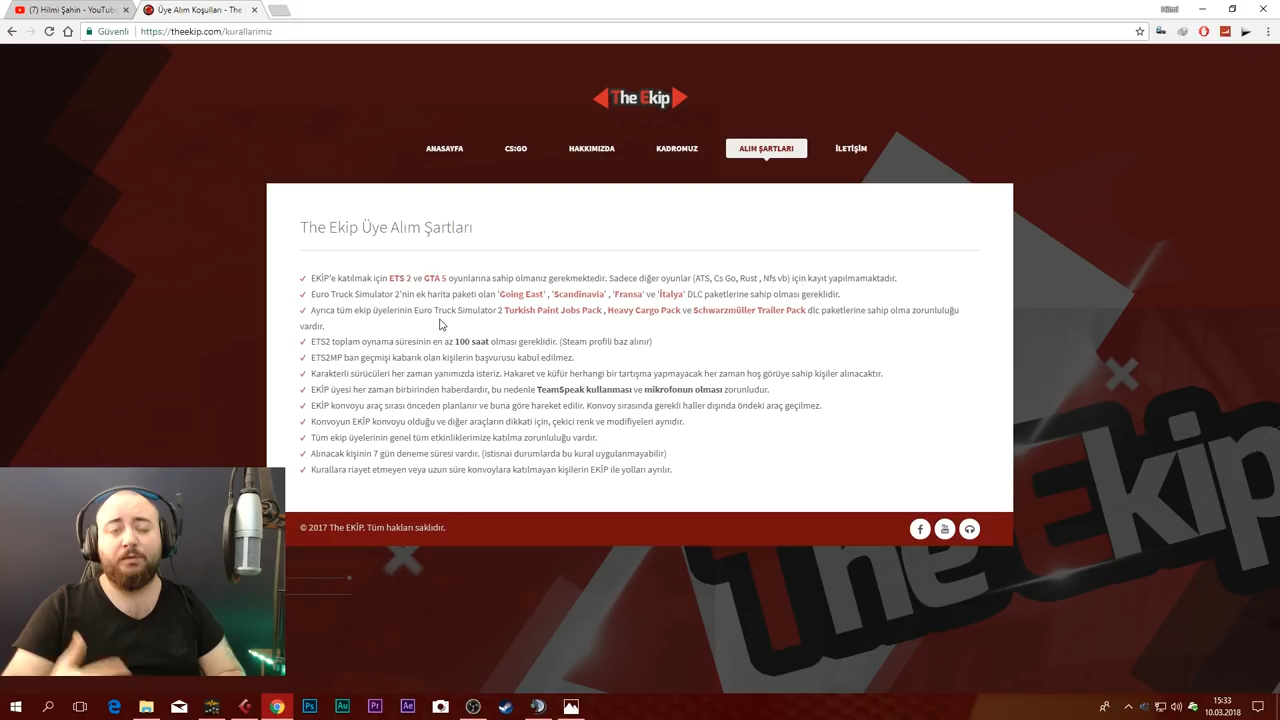 (7) Hilmi Şahin - YouTub
Üye Alım Koşulları - The
Hilmi
Güvenli
https://theekip.com/kurallarimiz
The Ekip
ANASAYFA
CS:GO
HAKKIMIZDA
KADROMUZ
ALIM ŞARTLARI
İLETİŞİM
The Ekip Üye Alım Şartları
EKİP'e katılmak için ETS 2 ve GTA 5 oyunlarına sahip olmanız gerekmektedir. Sadece diğer oyunlar (ATS, Cs Go, Rust , Nfs vb) için kayıt yapılmamaktadır.
Euro Truck Simulator 2'nin ek harita paketi olan 'Going East' , 'Scandinavia' , 'Fransa' ve 'İtalya' DLC paketlerine sahip olması gereklidir.
Ayrıca tüm ekip üyelerinin Euro Truck Simulator 2 Turkish Paint Jobs Pack , Heavy Cargo Pack ve Schwarzmüller Trailer Pack dlc paketlerine sahip olma zorunluluğu
vardır.
ETS2 toplam oynama süresinin en az 100 saat olması gereklidir. (Steam profili baz alınır)
ETS2MP ban geçmişi kabarık olan kişilerin başvurusu kabul edilmez.
Karakterli sürücüleri her zaman yanımızda isteriz. Hakaret ve küfür herhangi bir tartışma yapmayacak her zaman hoş görüye sahip kişiler alınacaktır.
EKİP üyesi her zaman birbirinden haberdardır, bu nedenle TeamSpeak kullanması ve mikrofonun olması zorunludur.
EKİP konvoyu araç sırası önceden planlanır ve buna göre hareket edilir. Konvoy sırasında gerekli haller dışında öndeki araç geçilmez.
Konvoyun EKİP konvoyu olduğu ve diğer araçların dikkati için, çekici renk ve modifiyeleri aynıdır.
Tüm ekip üyelerinin genel tüm etkinliklerimize katılma zorunluluğu vardır.
Alınacak kişinin 7 gün deneme süresi vardır. (istisnai durumlarda bu kural uygulanmayabilir)
Kurallara riayet etmeyen veya uzun süre konvoylara katılmayan kişilerin EKİP ile yolları ayrılır.
© 2017 The EKİP. Tüm hakları saklıdır.
The Ekip
15:33
10.03.2018